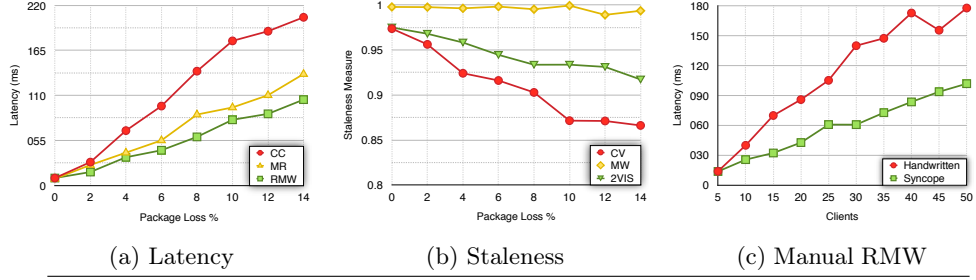 220
165
110
055
0
Latency (ms)
0 2 4 6 8 10 12 14
Package Loss %
CC
MR
RMW
(a) Latency
1
0.95
0.9
0.85
0.8
Staleness Measure
0 2 4 6 8 10 12 14
Package Loss %
CV
MW
2VIS
(b) Staleness
180
150
120
090
060
030
0
Latency (ms)
5 10 15 20 25 30 35 40 45 50
Clients
Handwritten
Syncope
(c) Manual RMW